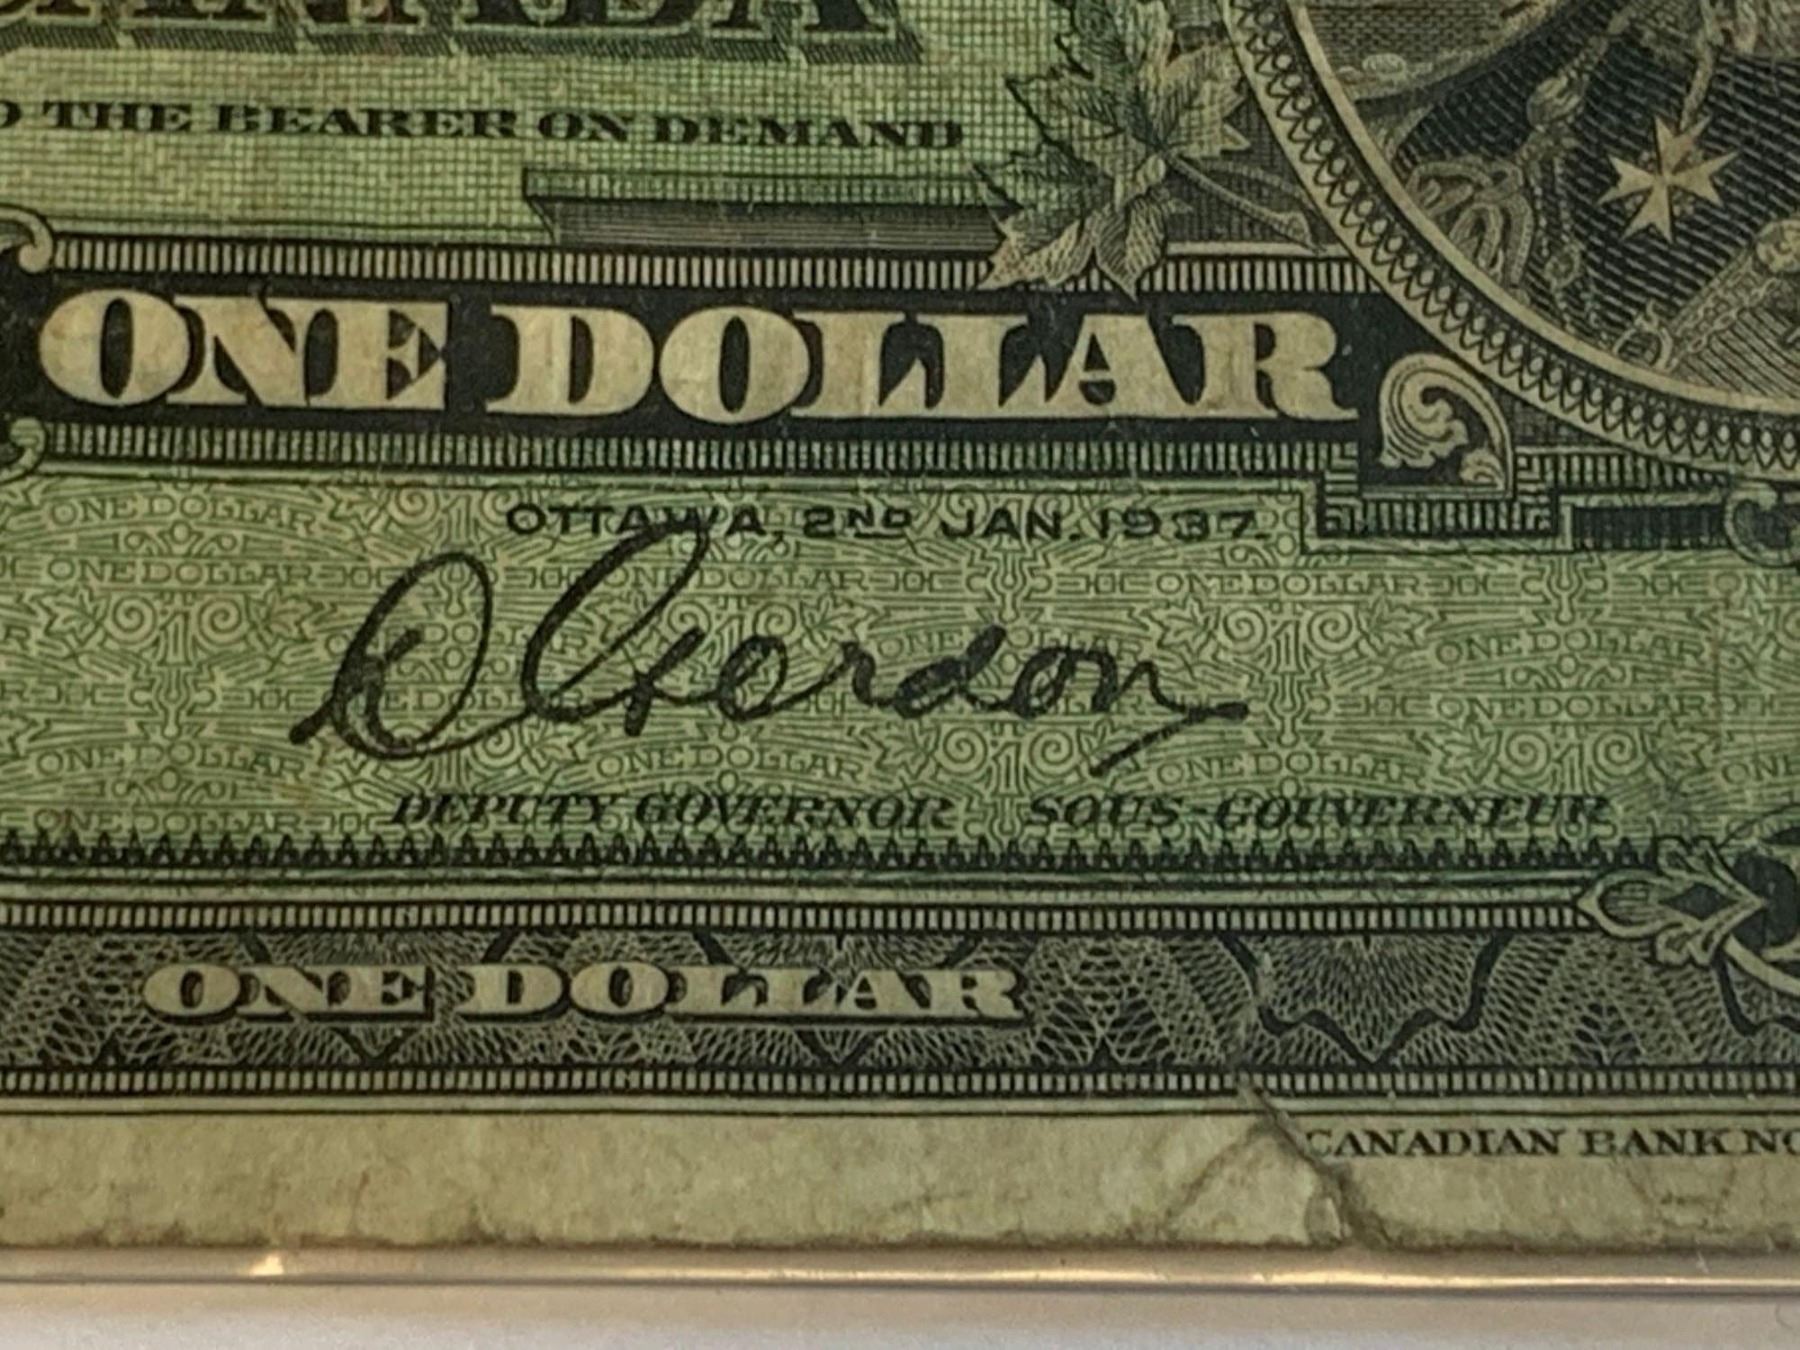 THE BEARER ON DEMAND
ONE DOLLAR
OTTAWA, 2ND JAN. 1937.
D Gordon
DEPUTY GOVERNOR SOUS-GOUVERNEUR
ONE DOLLAR
CANADIAN BANK NO